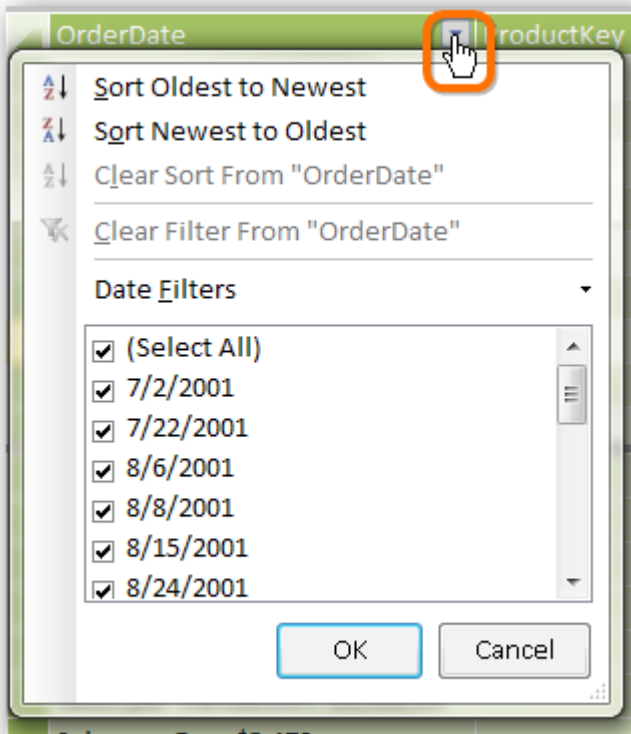 OrderDate ProductKey
Sort Oldest to Newest
Sort Newest to Oldest
Clear Sort From "OrderDate"
Clear Filter From "OrderDate"
Date Filters
(Select All)
7/2/2001
7/22/2001
8/6/2001
8/8/2001
8/15/2001
8/24/2001
OK Cancel